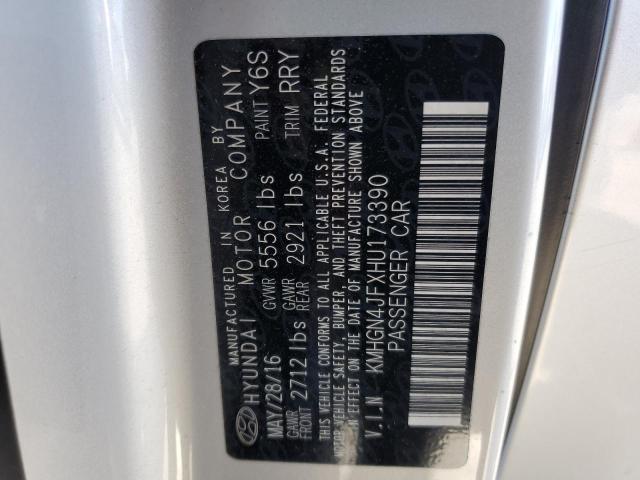 MANUFACTURED IN KOREA BY
HYUNDAI MOTOR COMPANY
MAY/28/16 GVWR 5556 lbs PAINT Y6S
GAWR FRONT 2712 lbs GAWR REAR 2921 lbs TRIM RRY
THIS VEHICLE CONFORMS TO ALL APPLICABLE U.S.A. FEDERAL
MOTOR VEHICLE SAFETY, BUMPER, AND THEFT PREVENTION STANDARDS
IN EFFECT ON THE DATE OF MANUFACTURE SHOWN ABOVE
V.I.N KMHGN4JFXHU173390
PASSENGER CAR